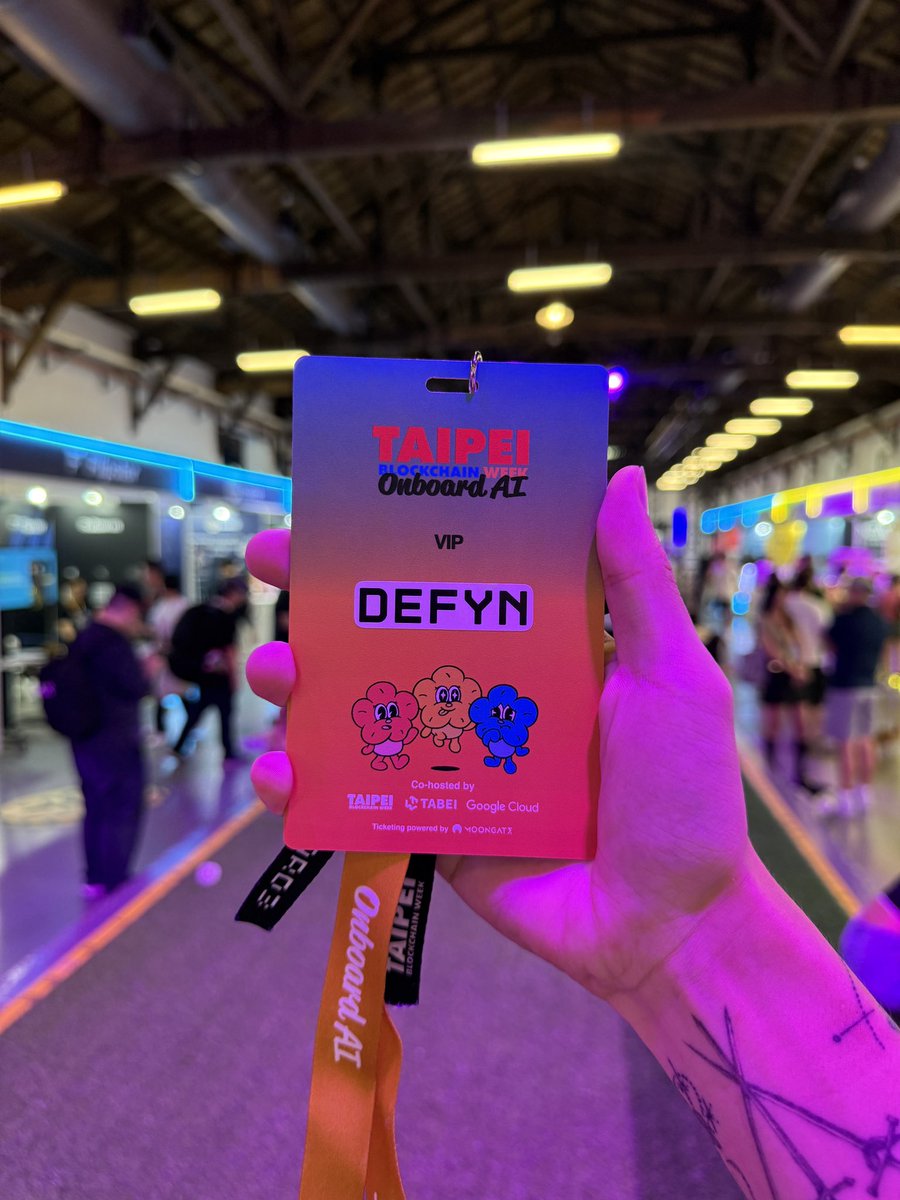 TAIPEI
BLOCKCHAIN WEEK
Onboard AI
VIP
DEFYN
Co-hosted by
TAIPEI BLOCKCHAIN WEEK TABEI Google Cloud
Ticketing powered by MOONGATE
Onboard AI
TAIPEI
BLOCKCHAIN WEEK